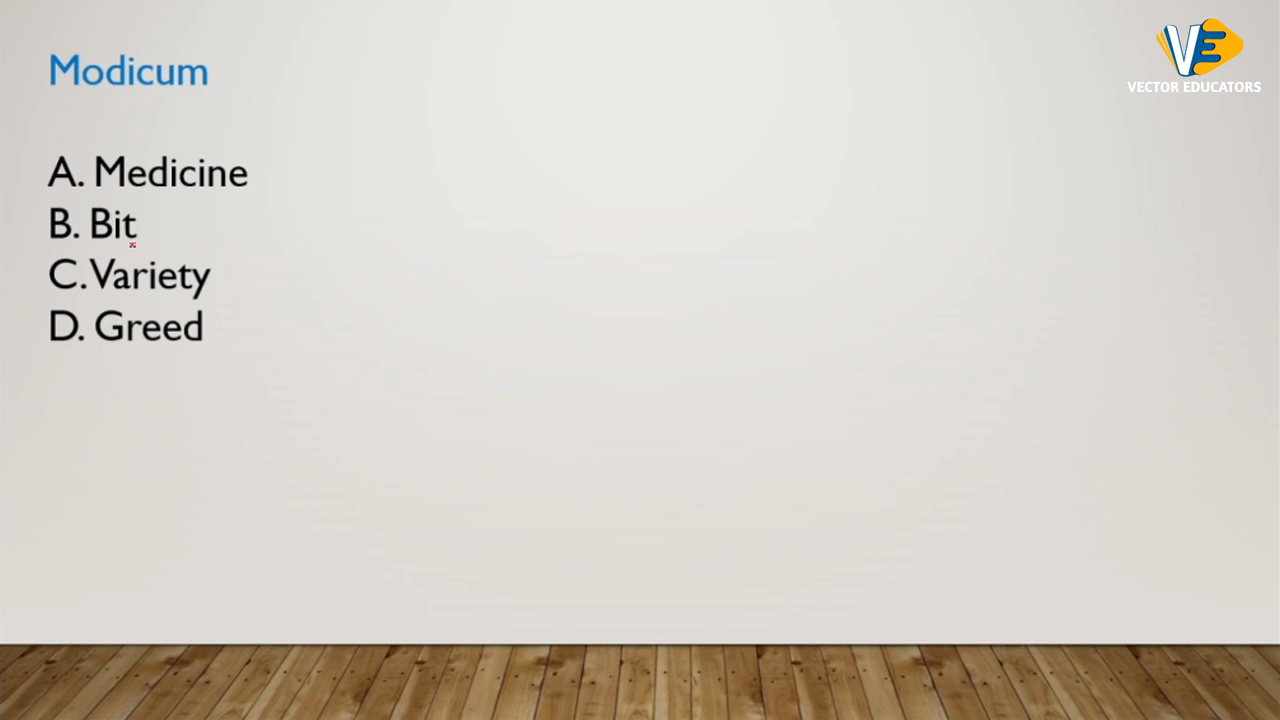 Modicum
VECTOR EDUCATORS
A. Medicine
B. Bit
C. Variety
D. Greed